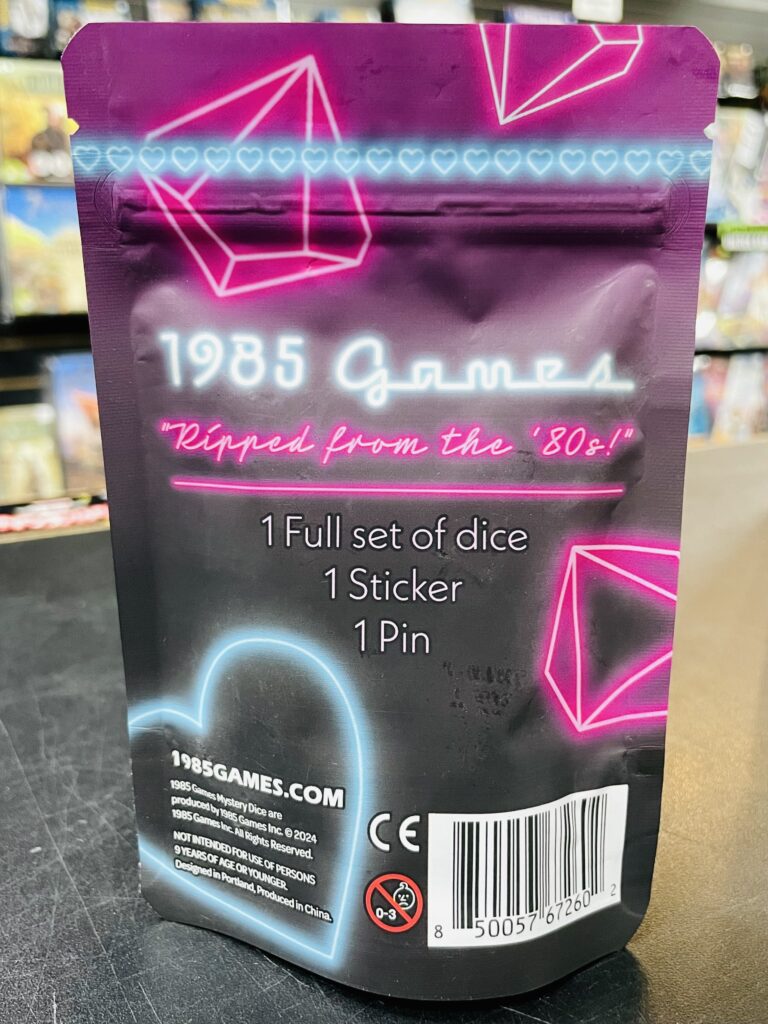 1985 Games
"Ripped from the '80s!"
1 Full set of dice
1 Sticker
1 Pin
1985GAMES.COM
1985 Games Mystery Dice are
produced by 1985 Games Inc. © 2024
1985 Games Inc. All Rights Reserved.
NOT INTENDED FOR USE OF PERSONS
9 YEARS OF AGE OR YOUNGER.
Designed in Portland, Produced in China.
CE
0-3
8 50057 67260 2